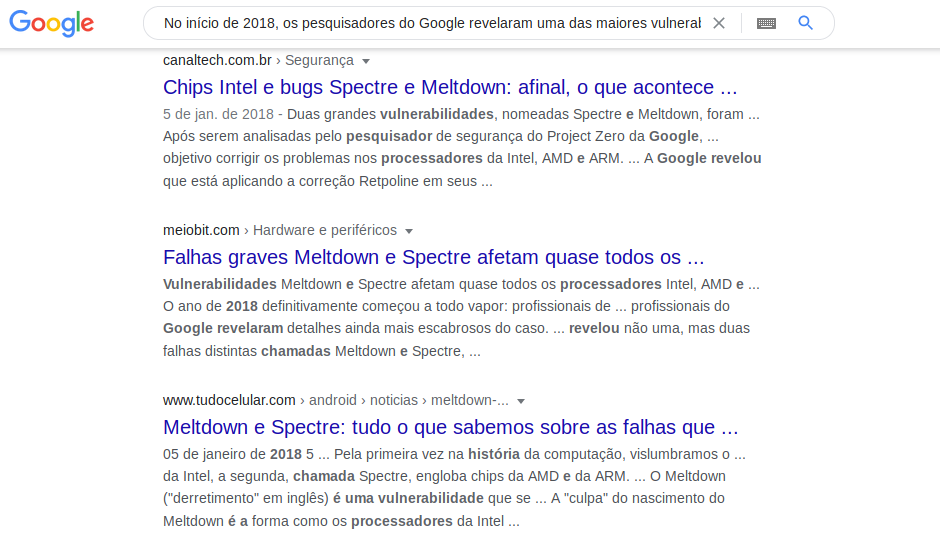 Google
No início de 2018, os pesquisadores do Google revelaram uma das maiores vulnerab
canaltech.com.br › Segurança
Chips Intel e bugs Spectre e Meltdown: afinal, o que acontece ...
5 de jan. de 2018 - Duas grandes vulnerabilidades, nomeadas Spectre e Meltdown, foram ...
Após serem analisadas pelo pesquisador de segurança do Project Zero da Google, ...
objetivo corrigir os problemas nos processadores da Intel, AMD e ARM. ... A Google revelou
que está aplicando a correção Retpoline em seus ...
meiobit.com › Hardware e periféricos
Falhas graves Meltdown e Spectre afetam quase todos os ...
Vulnerabilidades Meltdown e Spectre afetam quase todos os processadores Intel, AMD e ...
O ano de 2018 definitivamente começou a todo vapor: profissionais de ... profissionais do
Google revelaram detalhes ainda mais escabrosos do caso. ... revelou não uma, mas duas
falhas distintas chamadas Meltdown e Spectre, ...
www.tudocelular.com › android › noticias › meltdown-...
Meltdown e Spectre: tudo o que sabemos sobre as falhas que ...
05 de janeiro de 2018 5 ... Pela primeira vez na história da computação, vislumbramos o ...
da Intel, a segunda, chamada Spectre, engloba chips da AMD e da ARM. ... O Meltdown
("derretimento" em inglês) é uma vulnerabilidade que se ... A "culpa" do nascimento do
Meltdown é a forma como os processadores da Intel ...